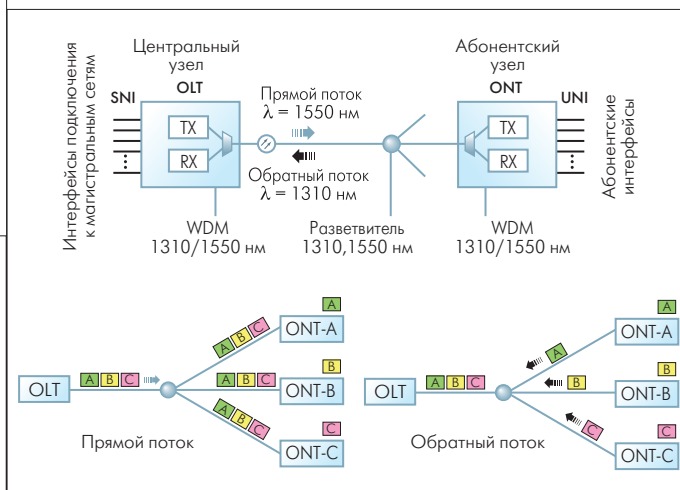 Интерфейсы подключения
к магистральным сетям
SNI
Центральный
узел
OLT
TX
RX
WDM
1310/1550 нм
Прямой поток
λ = 1550 нм
Обратный поток
λ = 1310 нм
Разветвитель
1310,1550 нм
Абонентский
узел
ONT
TX
RX
WDM
1310/1550 нм
UNI
Абонентские
интерфейсы
OLT
A B C
A B C
A B C
A B C
A
ONT-A
B
ONT-B
C
ONT-C
Прямой поток
OLT
A B C
A
B
C
A
ONT-A
B
ONT-B
C
ONT-C
Обратный поток